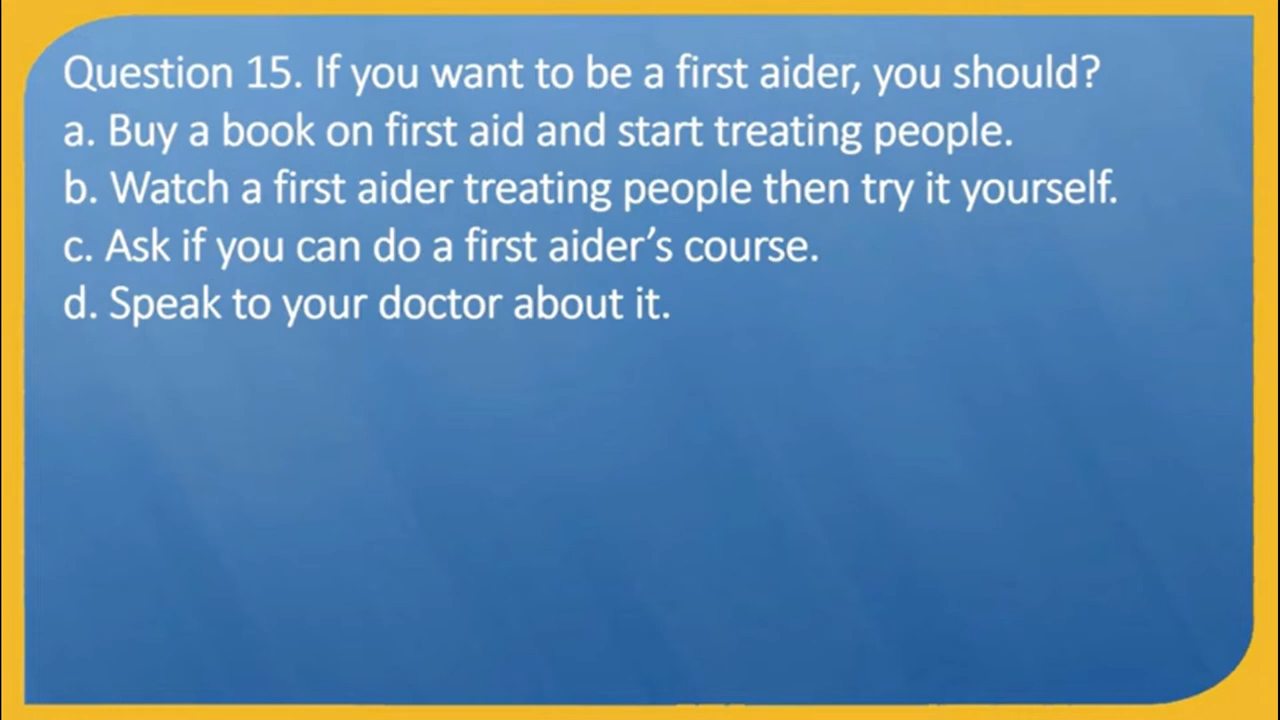 Question 15. If you want to be a first aider, you should?
a. Buy a book on first aid and start treating people.
b. Watch a first aider treating people then try it yourself.
c. Ask if you can do a first aider’s course.
d. Speak to your doctor about it.